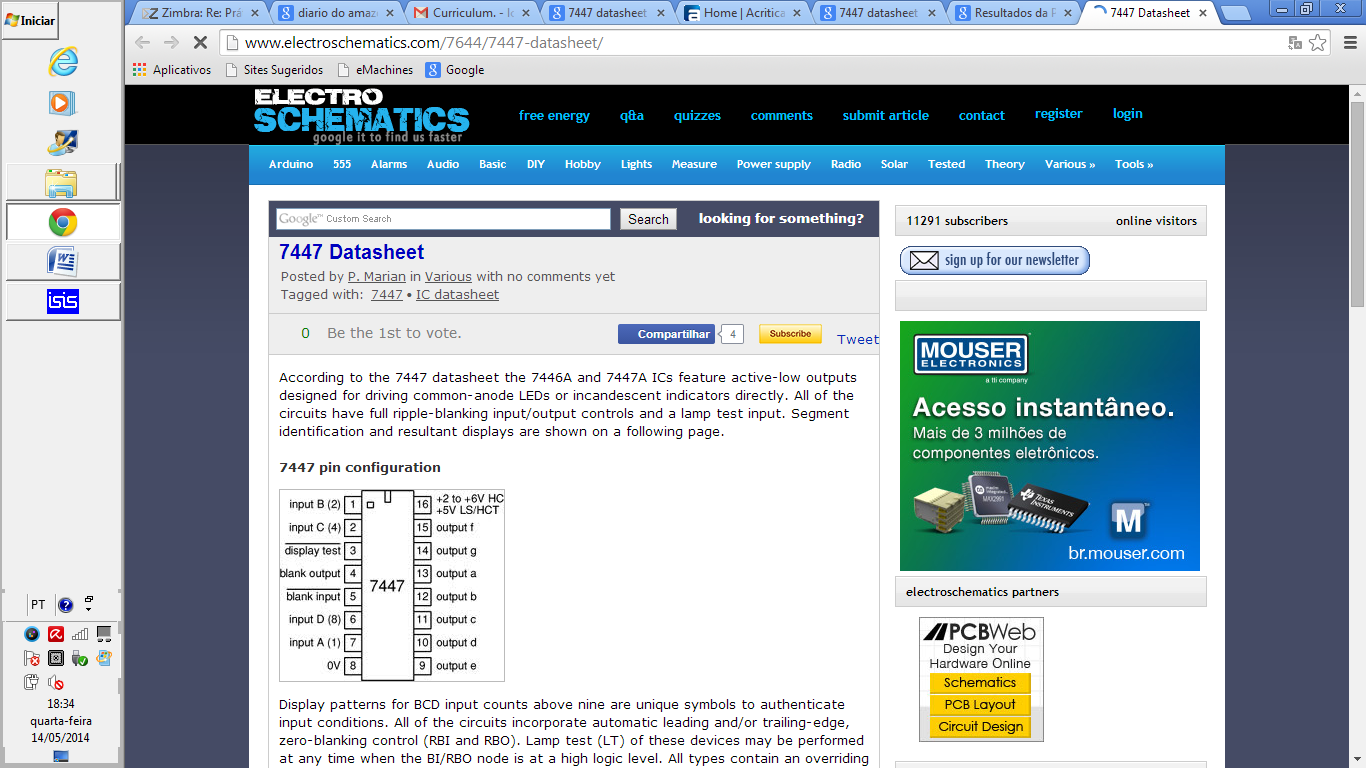 Iniciar
Zimbra: Re: Prá
diario do amaz
Curriculum. - Ic
7447 datasheet
Home | Acritica
7447 datasheet
Resultados da P
7447 Datasheet
www.electroschematics.com/7644/7447-datasheet/
Aplicativos
Sites Sugeridos
eMachines
Google
ELECTRO
SCHEMATICS
google it to find us faster
free energy
q&a
quizzes
comments
submit article
contact
register
login
Arduino
555
Alarms
Audio
Basic
DIY
Hobby
Lights
Measure
Power supply
Radio
Solar
Tested
Theory
Various »
Tools »
Google™ Custom Search
Search
looking for something?
7447 Datasheet
Posted by P. Marian in Various with no comments yet
Tagged with: 7447 • IC datasheet
0 Be the 1st to vote.
Compartilhar
4
Subscribe
Tweet
According to the 7447 datasheet the 7446A and 7447A ICs feature active-low outputs
designed for driving common-anode LEDs or incandescent indicators directly. All of the
circuits have full ripple-blanking input/output controls and a lamp test input. Segment
identification and resultant displays are shown on a following page.
7447 pin configuration
input B (2) 1
input C (4) 2
display test 3
blank output 4
blank input 5
input D (8) 6
input A (1) 7
0V 8
7447
16 +2 to +6V HC
+5V LS/HCT
15 output f
14 output g
13 output a
12 output b
11 output c
10 output d
9 output e
Display patterns for BCD input counts above nine are unique symbols to authenticate
input conditions. All of the circuits incorporate automatic leading and/or trailing-edge,
zero-blanking control (RBI and RBO). Lamp test (LT) of these devices may be performed
at any time when the BI/RBO node is at a high logic level. All types contain an overriding
11291 subscribers
online visitors
sign up for our newsletter
MOUSER
ELECTRONICS
a tti company
Acesso instantâneo.
Mais de 3 milhões de
componentes eletrônicos.
TEXAS
INSTRUMENTS
M
br.mouser.com
electroschematics partners
PCBWeb
Design Your
Hardware Online
Schematics
PCB Layout
Circuit Design
isis
PT
18:34
quarta-feira
14/05/2014